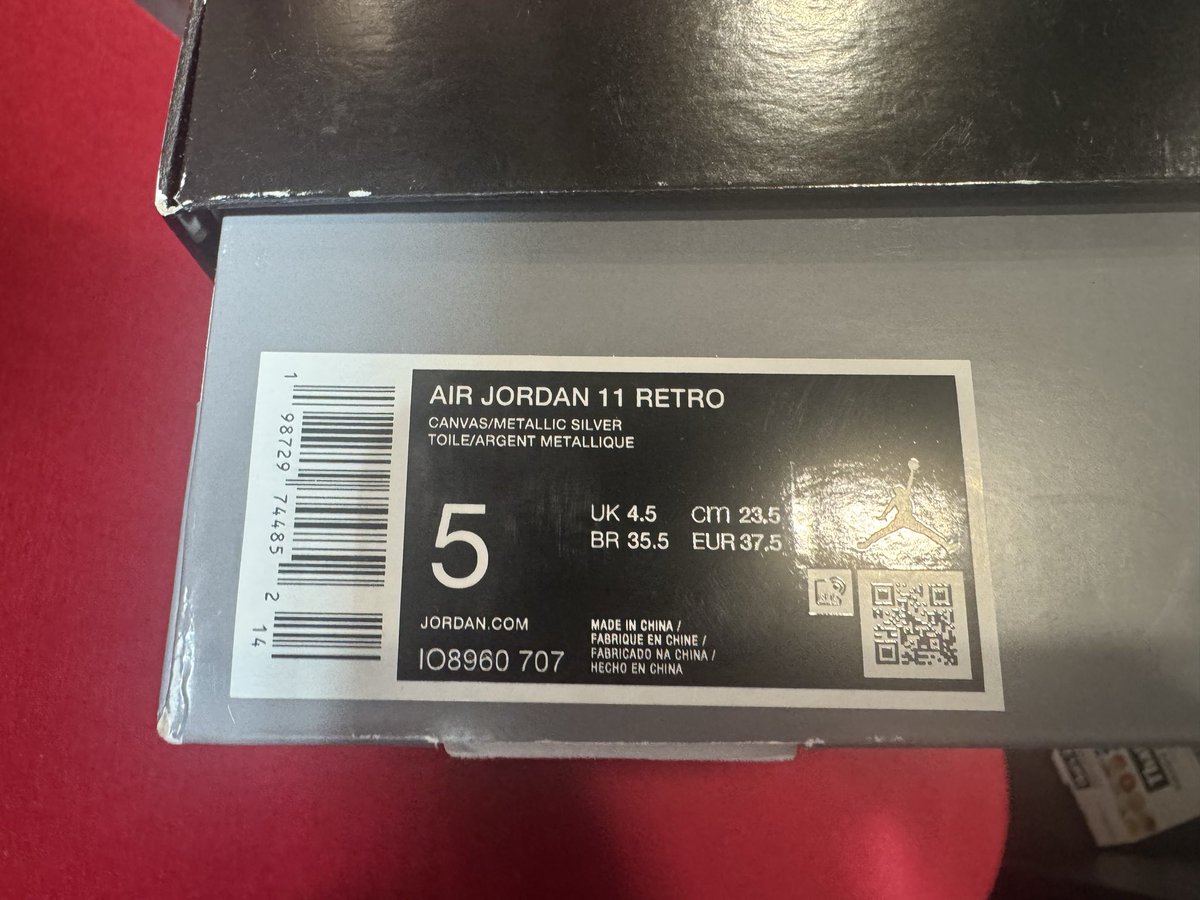 AIR JORDAN 11 RETRO
CANVAS/METALLIC SILVER
TOILE/ARGENT METALLIQUE
5
UK 4.5 cm 23.5
BR 35.5 EUR 37.5
JORDAN.COM
IO8960 707
MADE IN CHINA /
FABRIQUE EN CHINE /
FABRICADO NA CHINA /
HECHO EN CHINA
1 98729 74485 2 14